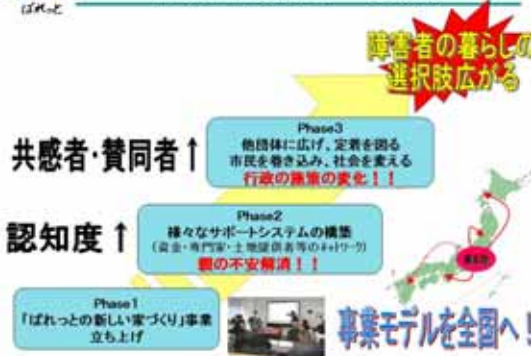 ぱれっと
障害者の暮らしの
選択肢広がる
Phase3
他団体に広げ、定着を図る
市民を巻き込み、社会を変える
行政の施策の変化！！
共感者・賛同者↑
Phase2
様々なサポートシステムの構築
(資金・専門家・土地提供者等のネットワーク)
親の不安解消！！
認知度↑
Phase1
「ぱれっとの新しい家づくり」事業
立ち上げ
事業モデルを全国へ！